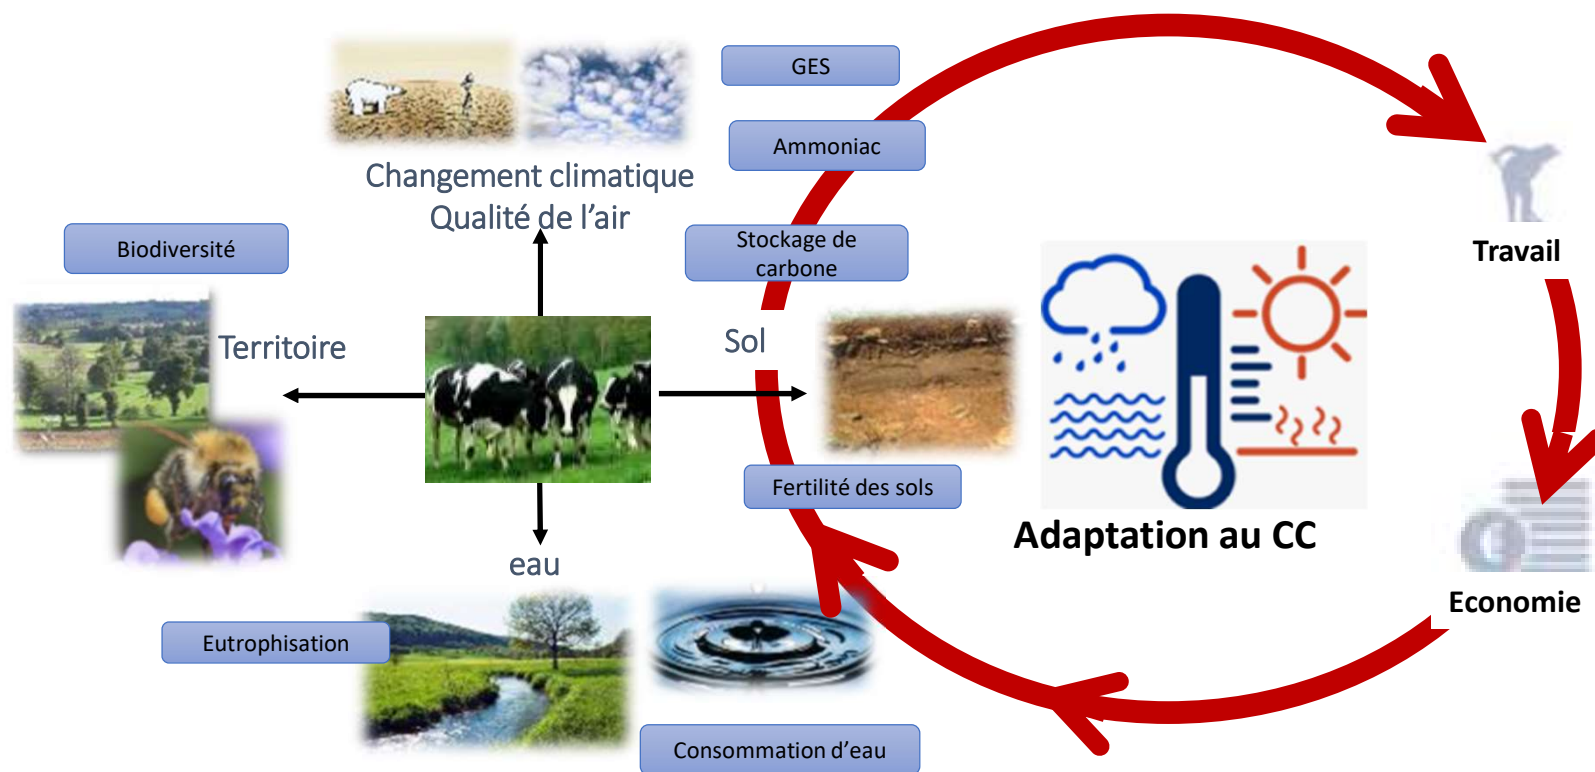 GES
Ammoniac
Changement climatique
Qualité de l'air
Biodiversité
Stockage de
carbone
Travail
Territoire
Sol
Fertilité des sols
Adaptation au CC
eau
Economie
Eutrophisation
Consommation d'eau